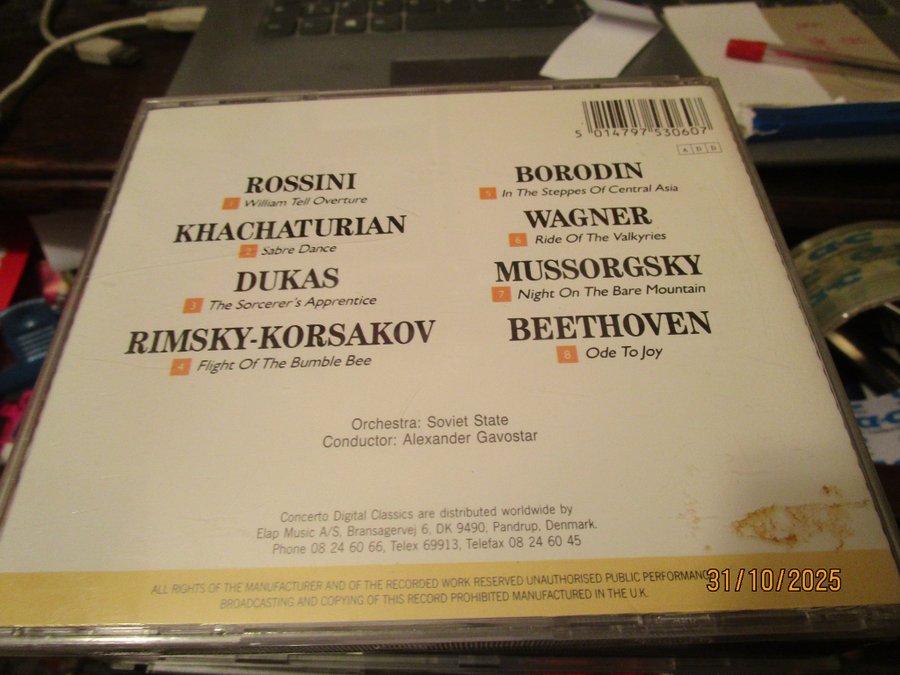 5 014797 530607
ADD
ROSSINI
1 William Tell Overture
KHACHATURIAN
2 Sabre Dance
DUKAS
3 The Sorcerer's Apprentice
RIMSKY-KORSAKOV
4 Flight Of The Bumble Bee
BORODIN
5 In The Steppes Of Central Asia
WAGNER
6 Ride Of The Valkyries
MUSSORGSKY
7 Night On The Bare Mountain
BEETHOVEN
8 Ode To Joy
Orchestra: Soviet State
Conductor: Alexander Gavostar
Concerto Digital Classics are distributed worldwide by
Elap Music A/S, Bransagervej 6, DK 9490, Pandrup, Denmark.
Phone 08 24 60 66, Telex 69913, Telefax 08 24 60 45
ALL RIGHTS OF THE MANUFACTURER AND OF THE RECORDED WORK RESERVED UNAUTHORISED PUBLIC PERFORMANC
BROADCASTING AND COPYING OF THIS RECORD PROHIBITED MANUFACTURED IN THE U.K.
31/10/2025